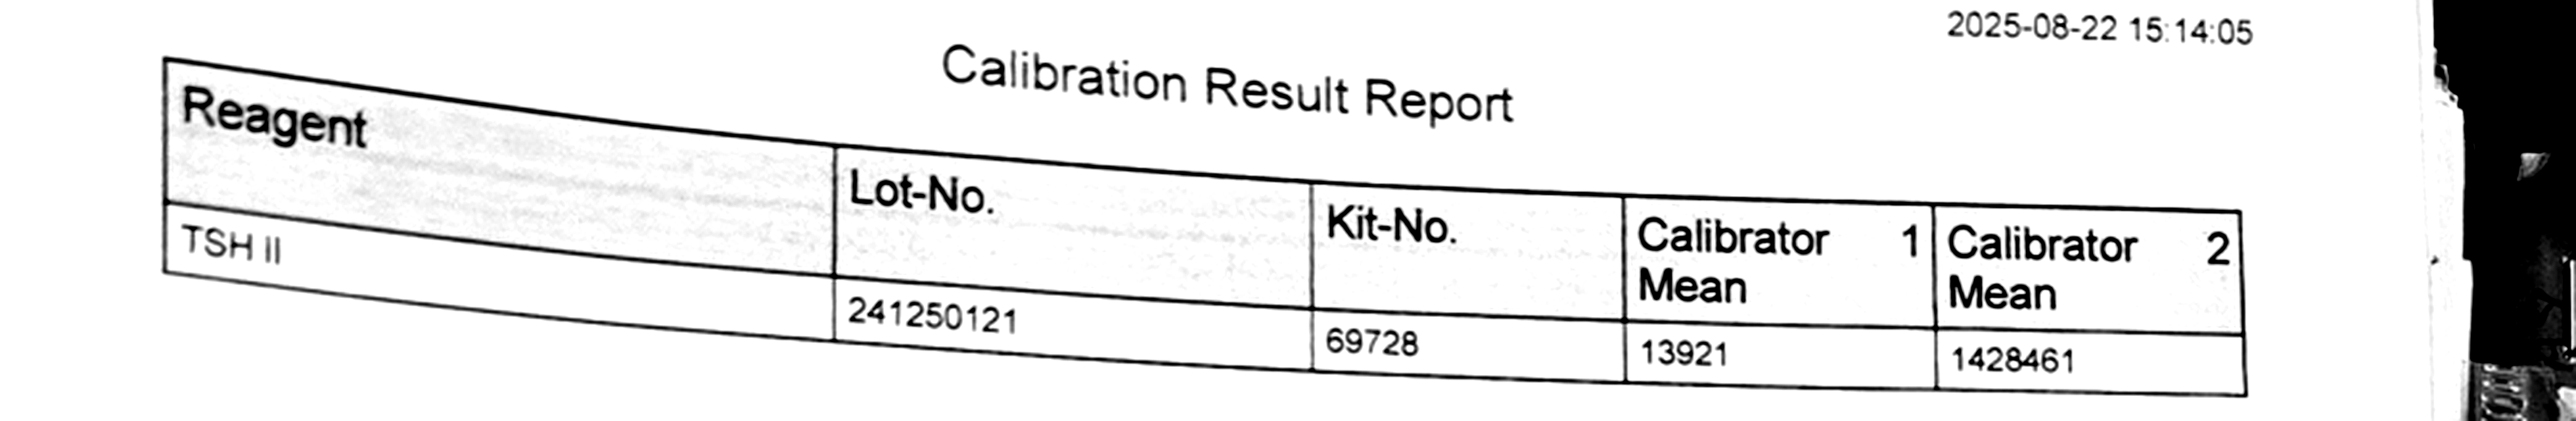 2025-08-22 15:14:05
Calibration Result Report
Reagent Lot-No. Kit-No. Calibrator 1 Mean Calibrator 2 Mean
TSH II 241250121 69728 13921 1428461